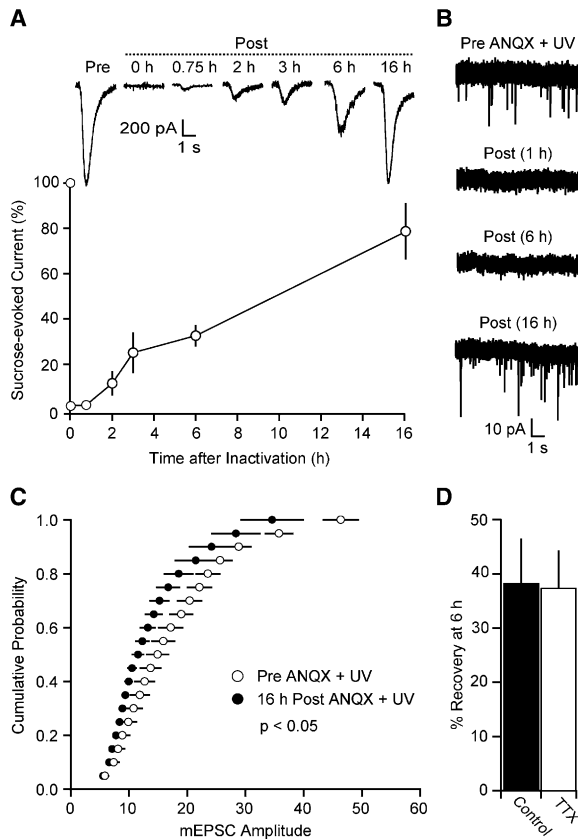 A
Post
Pre 0 h 0.75 h 2 h 3 h 6 h 16 h
200 pA
1 s
Sucrose-evoked Current (%)
100
80
60
40
20
0
0 2 4 6 8 10 12 14 16
Time after Inactivation (h)
B
Pre ANQX + UV
Post (1 h)
Post (6 h)
Post (16 h)
10 pA
1 s
C
Cumulative Probability
1.0
0.8
0.6
0.4
0.2
0.0
0 10 20 30 40 50 60
mEPSC Amplitude
Pre ANQX + UV
16 h Post ANQX + UV
p < 0.05
D
% Recovery at 6 h
50
40
30
20
10
0
Control TTX